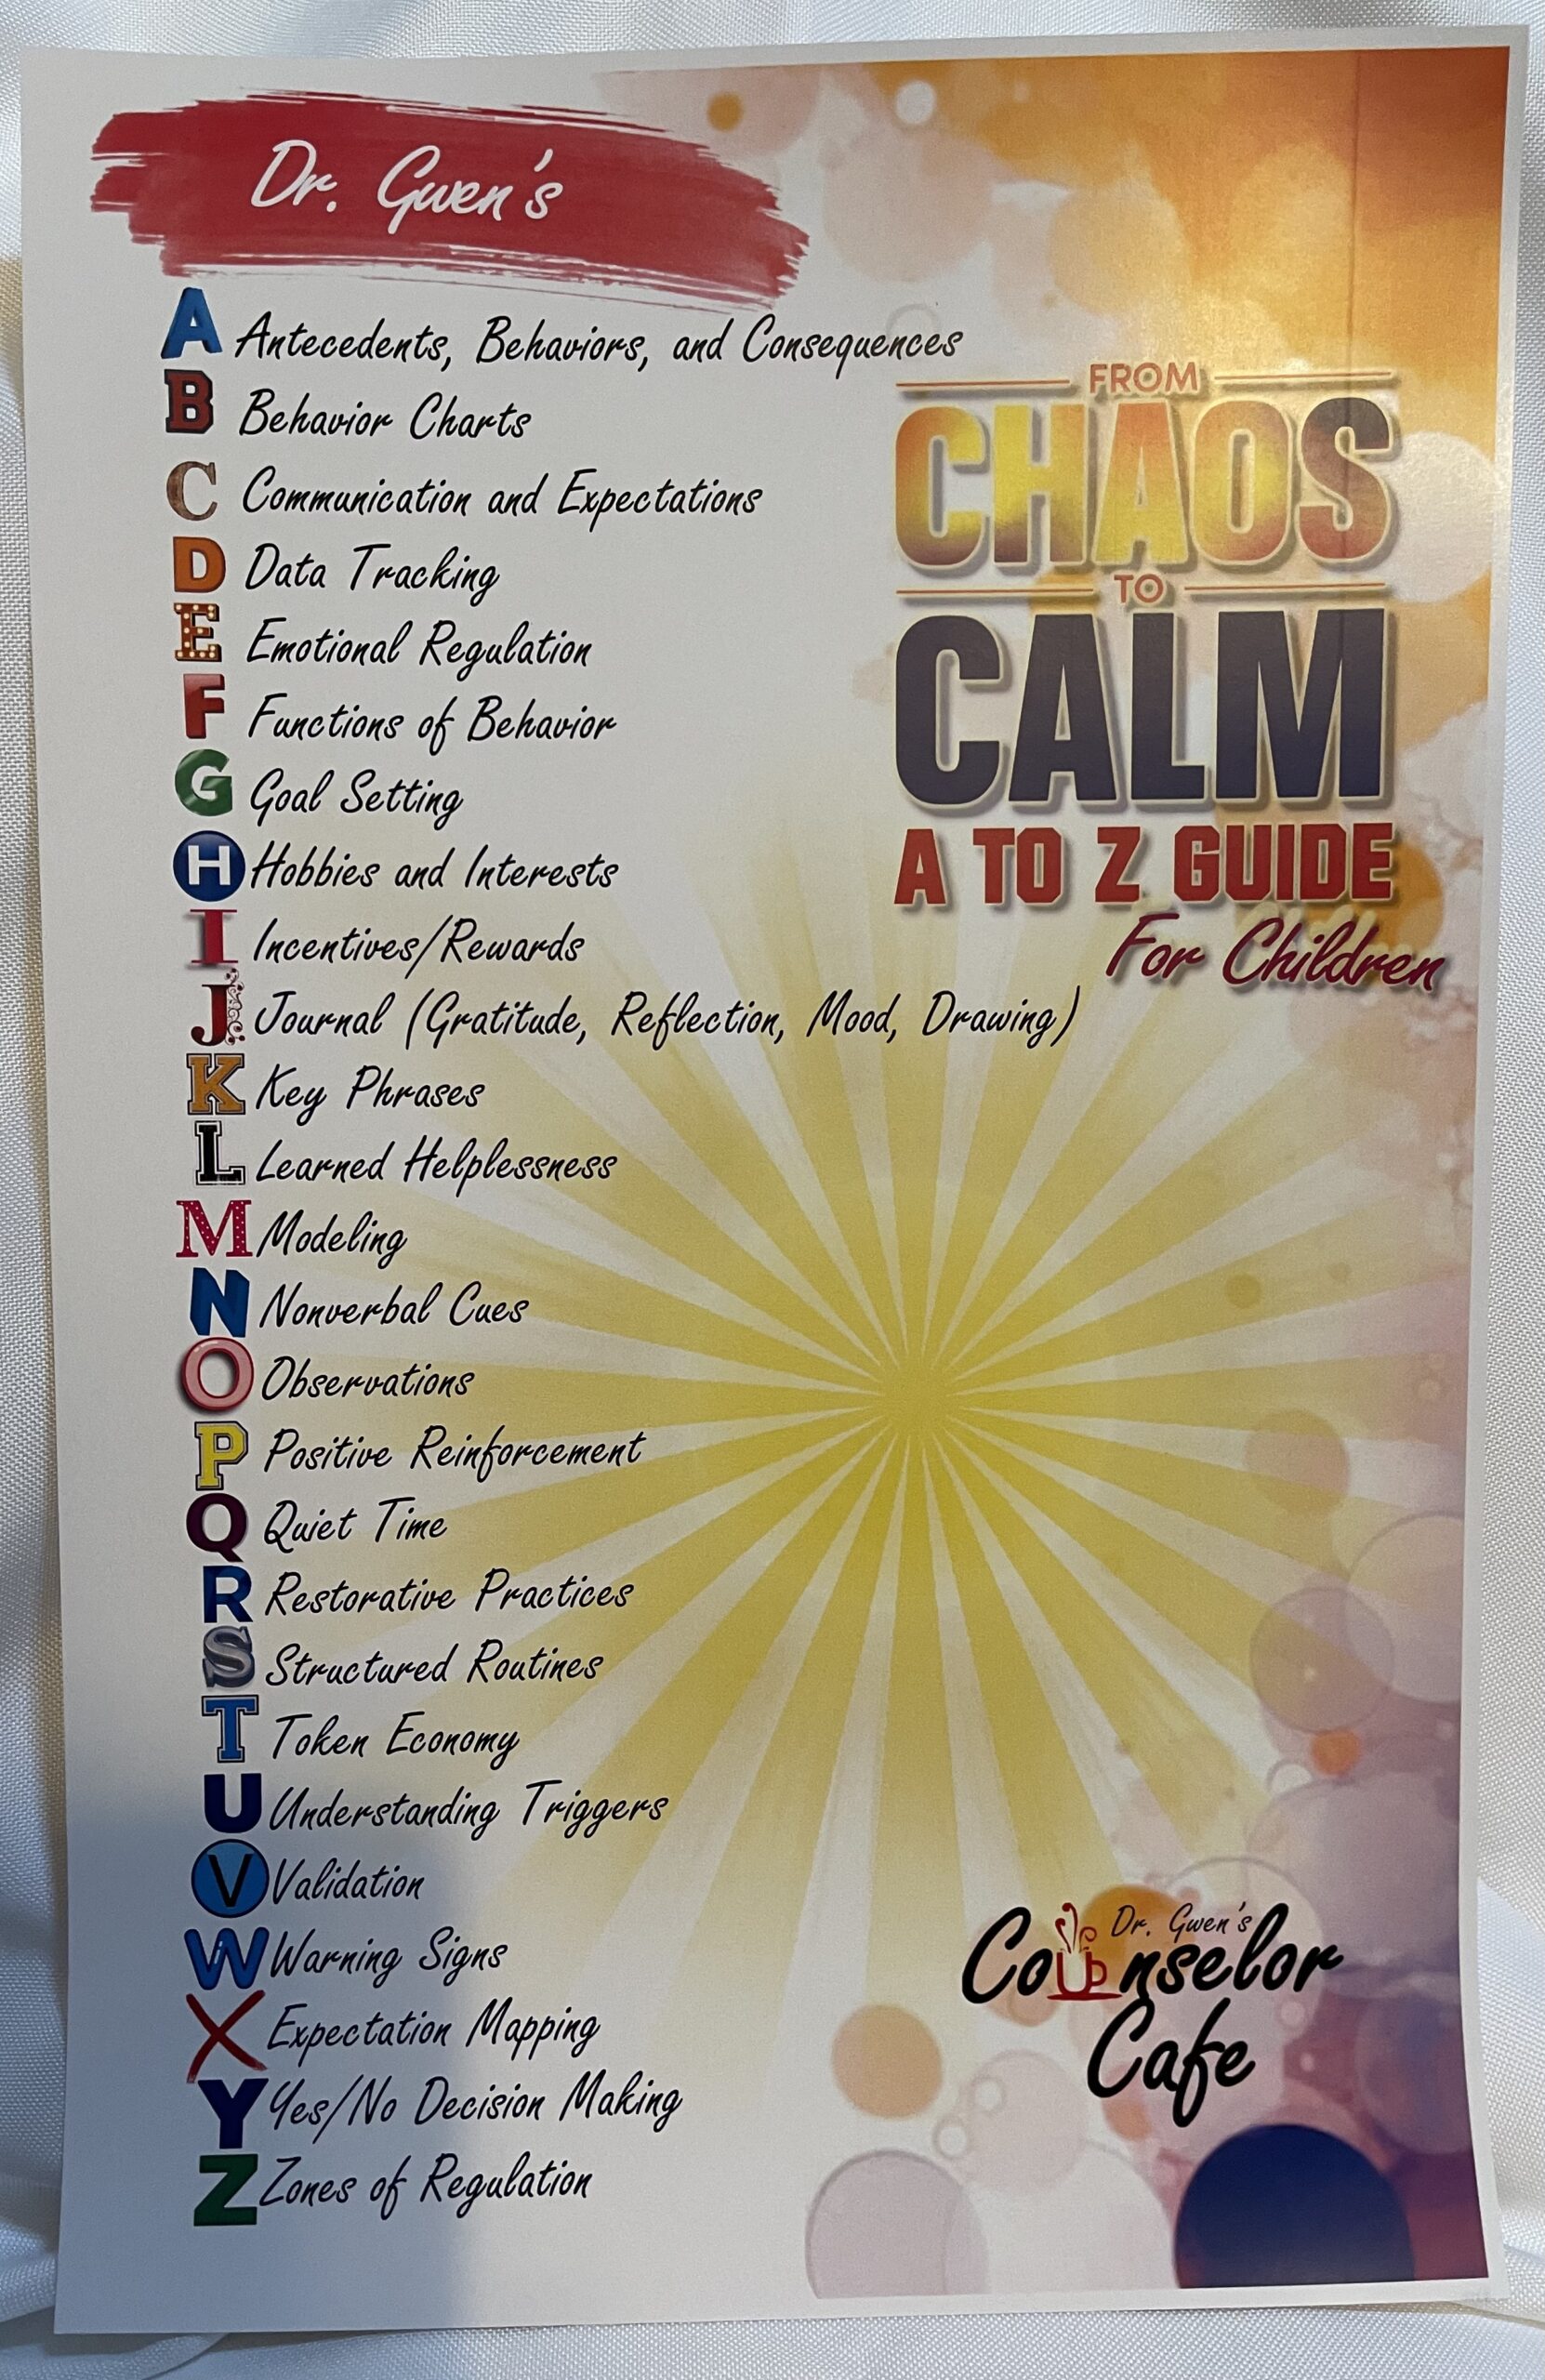 Dr. Gwen's
A Antecedents, Behaviors, and Consequences
B Behavior Charts
C Communication and Expectations
D Data Tracking
E Emotional Regulation
F Functions of Behavior
G Goal Setting
H Hobbies and Interests
I Incentives/Rewards
J Journal (Gratitude, Reflection, Mood, Drawing)
K Key Phrases
L Learned Helplessness
M Modeling
N Nonverbal Cues
O Observations
P Positive Reinforcement
Q Quiet Time
R Restorative Practices
S Structured Routines
T Token Economy
U Understanding Triggers
V Validation
W Warning Signs
X Expectation Mapping
Y Yes/No Decision Making
Z Zones of Regulation
FROM
CHAOS
TO
CALM
A TO Z GUIDE
For Children
Dr. Gwen's
Counselor
Cafe